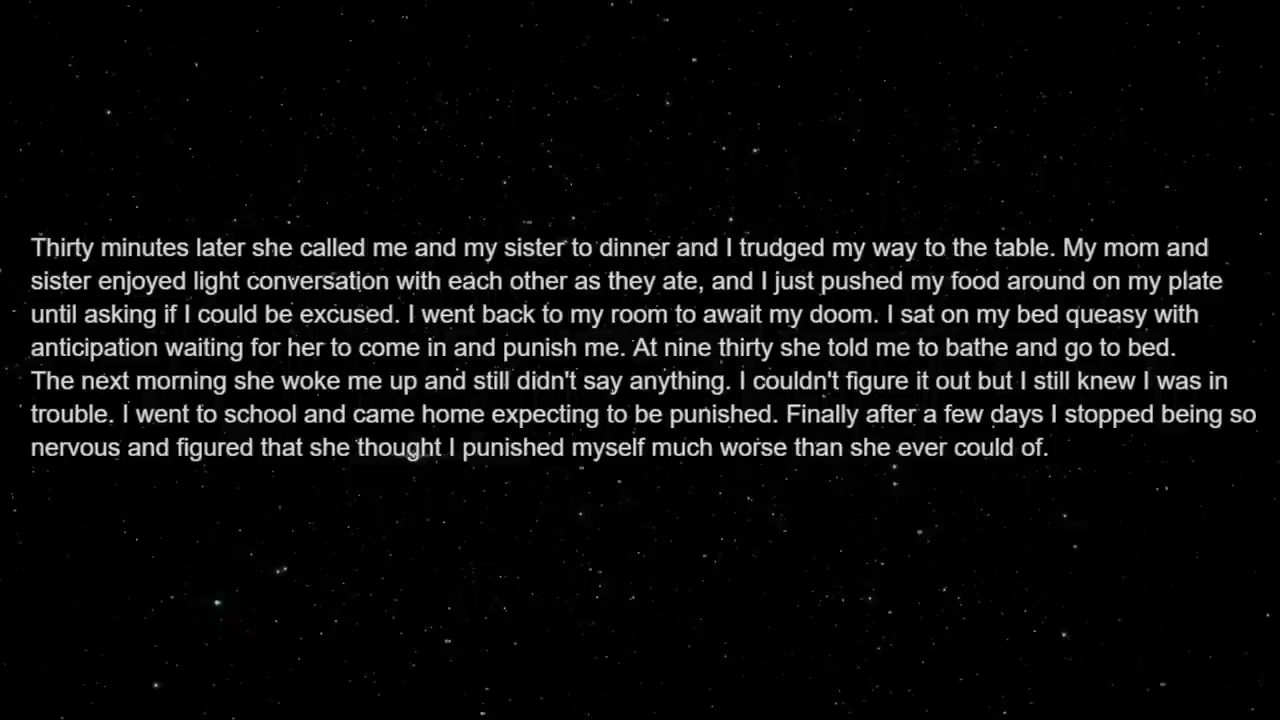 Thirty minutes later she called me and my sister to dinner and I trudged my way to the table. My mom and
sister enjoyed light conversation with each other as they ate, and I just pushed my food around on my plate
until asking if I could be excused. I went back to my room to await my doom. I sat on my bed queasy with
anticipation waiting for her to come in and punish me. At nine thirty she told me to bathe and go to bed.
The next morning she woke me up and still didn't say anything. I couldn't figure it out but I still knew I was in
trouble. I went to school and came home expecting to be punished. Finally after a few days I stopped being so
nervous and figured that she thought I punished myself much worse than she ever could of.